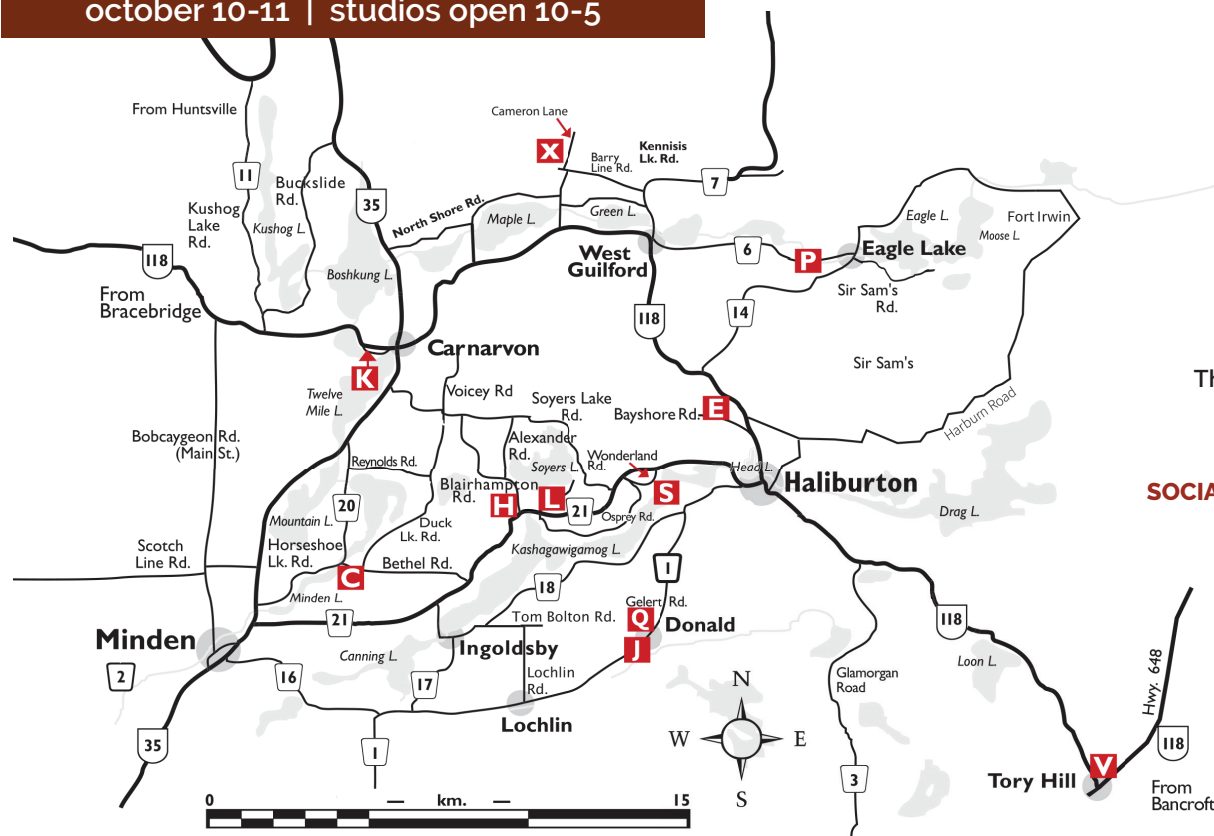 october 10-11 | studios open 10-5
From Huntsville
Cameron Lane
X
Barry
Line Rd.
Kennisis
Lk. Rd.
7
11
Buckslide
Rd.
35
Kushog
Lake
Rd.
Kushog L.
North Shore Rd.
Maple L.
Green L.
Eagle L.
Fort Irwin
Moose L.
118
From
Bracebridge
Boshkung L.
West
Guilford
6
P
Eagle Lake
Sir Sam's
Rd.
14
118
Carnarvon
K
Sir Sam's
Th
Twelve
Mile L.
Voicey Rd
Soyers Lake
Rd.
Bayshore Rd.
E
Harburn Road
Bobcaygeon Rd.
(Main St.)
Alexander
Rd.
Reynolds Rd.
Soyers L.
Rd.
Wonderland
Head L.
Haliburton
Blairhampton
Rd.
H
L
21
S
SOCIA
20
Osprey Rd.
Drag L.
Mountain L.
Duck
Lk. Rd.
Kashagawigamog L.
Scotch
Line Rd.
Horseshoe
Lk. Rd.
C
Bethel Rd.
1
18
Minden L.
21
Tom Bolton Rd.
Gelert Rd.
Q
Donald
118
Minden
J
Ingoldsby
Canning L.
Loon L.
2
16
17
Lochlin
Rd.
Glamorgan
Road
Hwy. 648
N
Lochlin
W
E
35
1
118
V
Tory Hill
3
From
Bancroft
S
0
km.
15